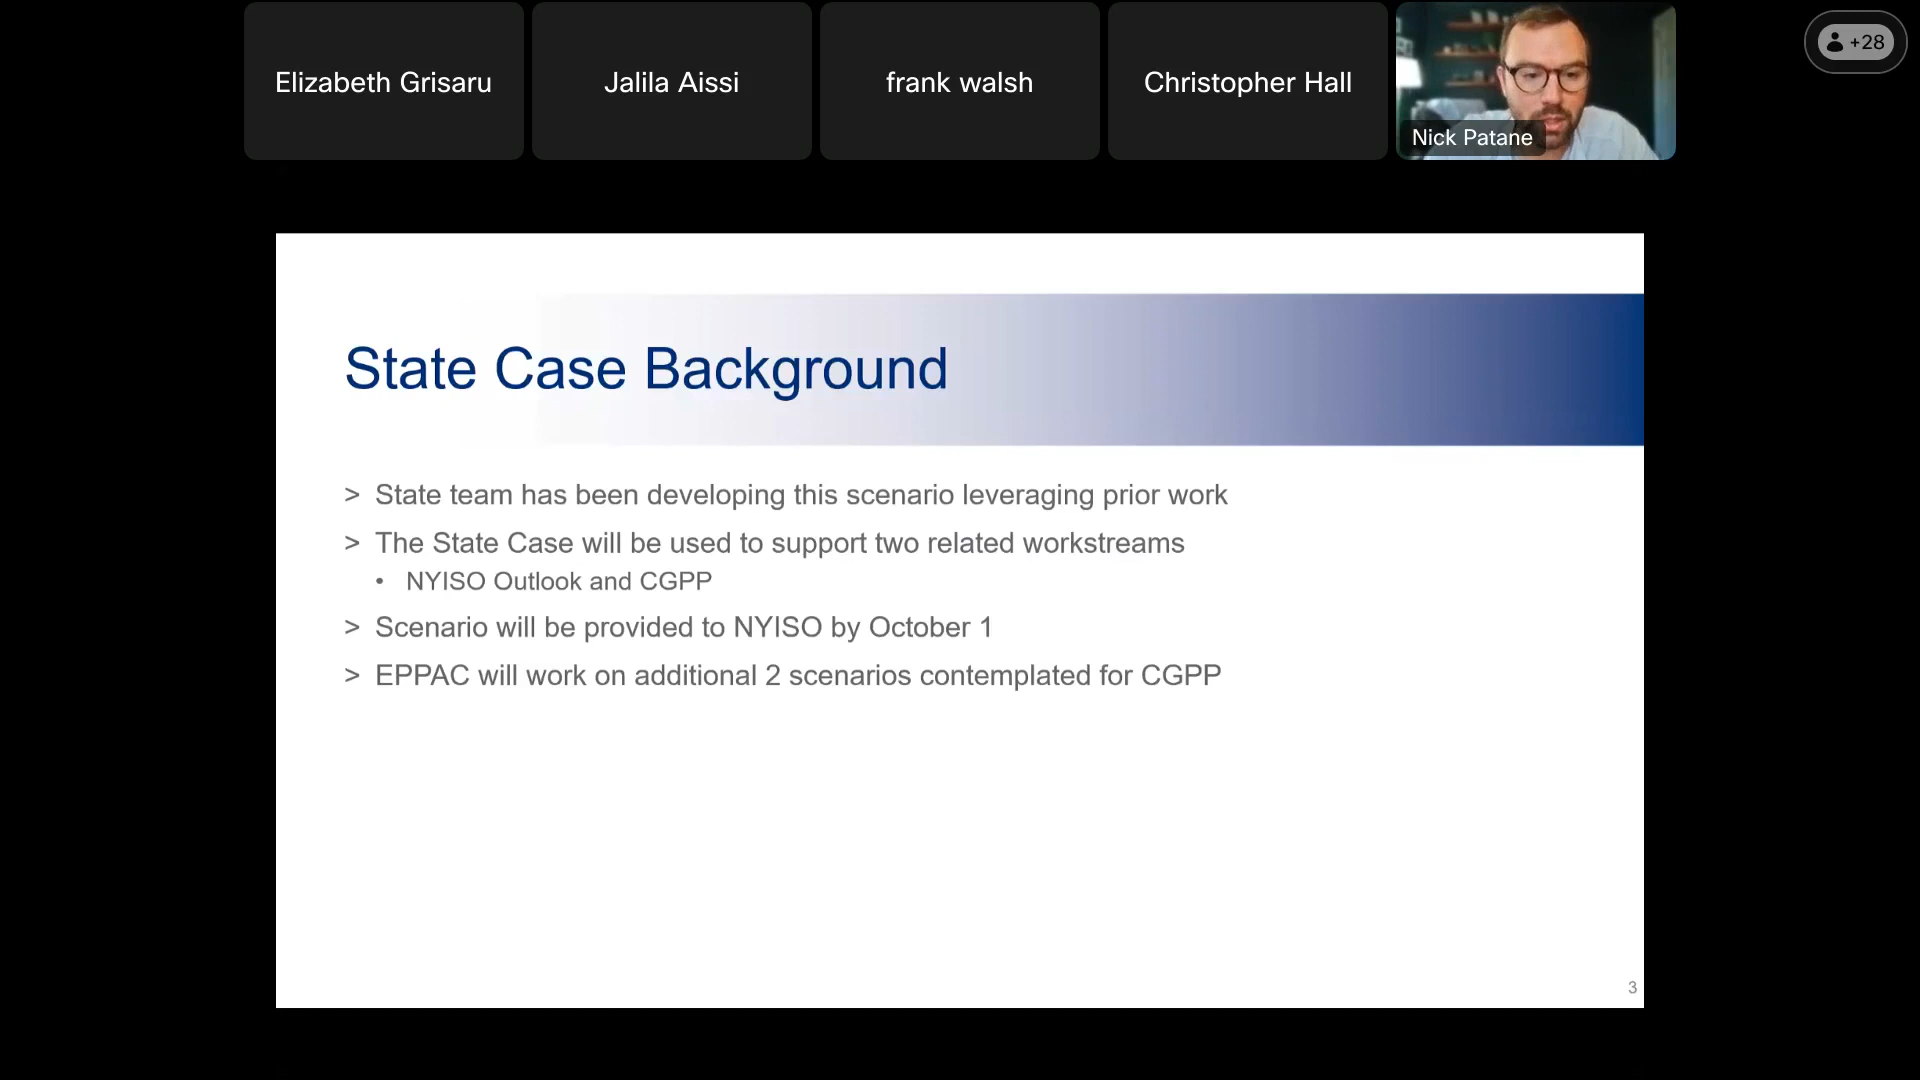 Elizabeth Grisaru
Jalila Aissi
frank walsh
Christopher Hall
Nick Patane
+28
State Case Background
> State team has been developing this scenario leveraging prior work
> The State Case will be used to support two related workstreams
• NYISO Outlook and CGPP
> Scenario will be provided to NYISO by October 1
> EPPAC will work on additional 2 scenarios contemplated for CGPP
3